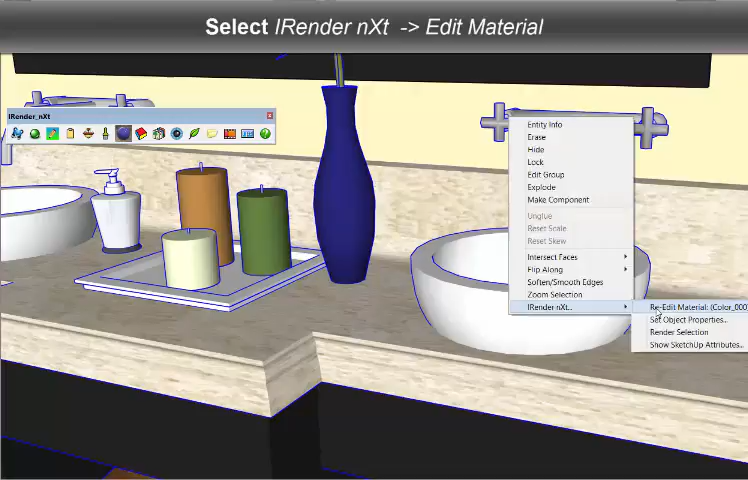 Select IRender nXt -> Edit Material
IRender_nXt
Entity Info
Erase
Hide
Lock
Edit Group
Explode
Make Component
Unglue
Reset Scale
Reset Skew
Intersect Faces
Flip Along
Soften/Smooth Edges
Zoom Selection
IRender nXt...
Re-Edit Material: (Color_000
Set Object Properties...
Render Selection
Show SketchUp Attributes...